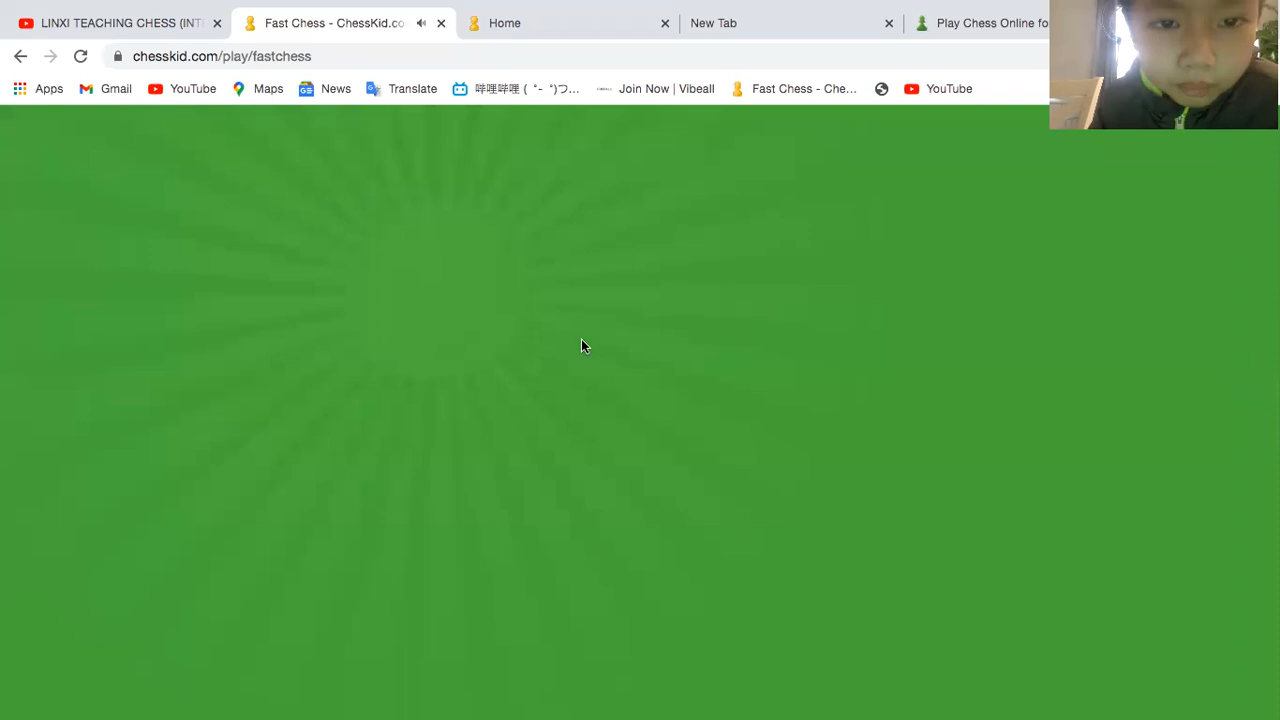 LINXI TEACHING CHESS (INT
Fast Chess - ChessKid.co
Home
New Tab
Play Chess Online fo
chesskid.com/play/fastchess
Apps
Gmail
YouTube
Maps
News
Translate
哔哩哔哩 ( ゜- ゜)つ...
Join Now | Vibeall
Fast Chess - Che...
YouTube